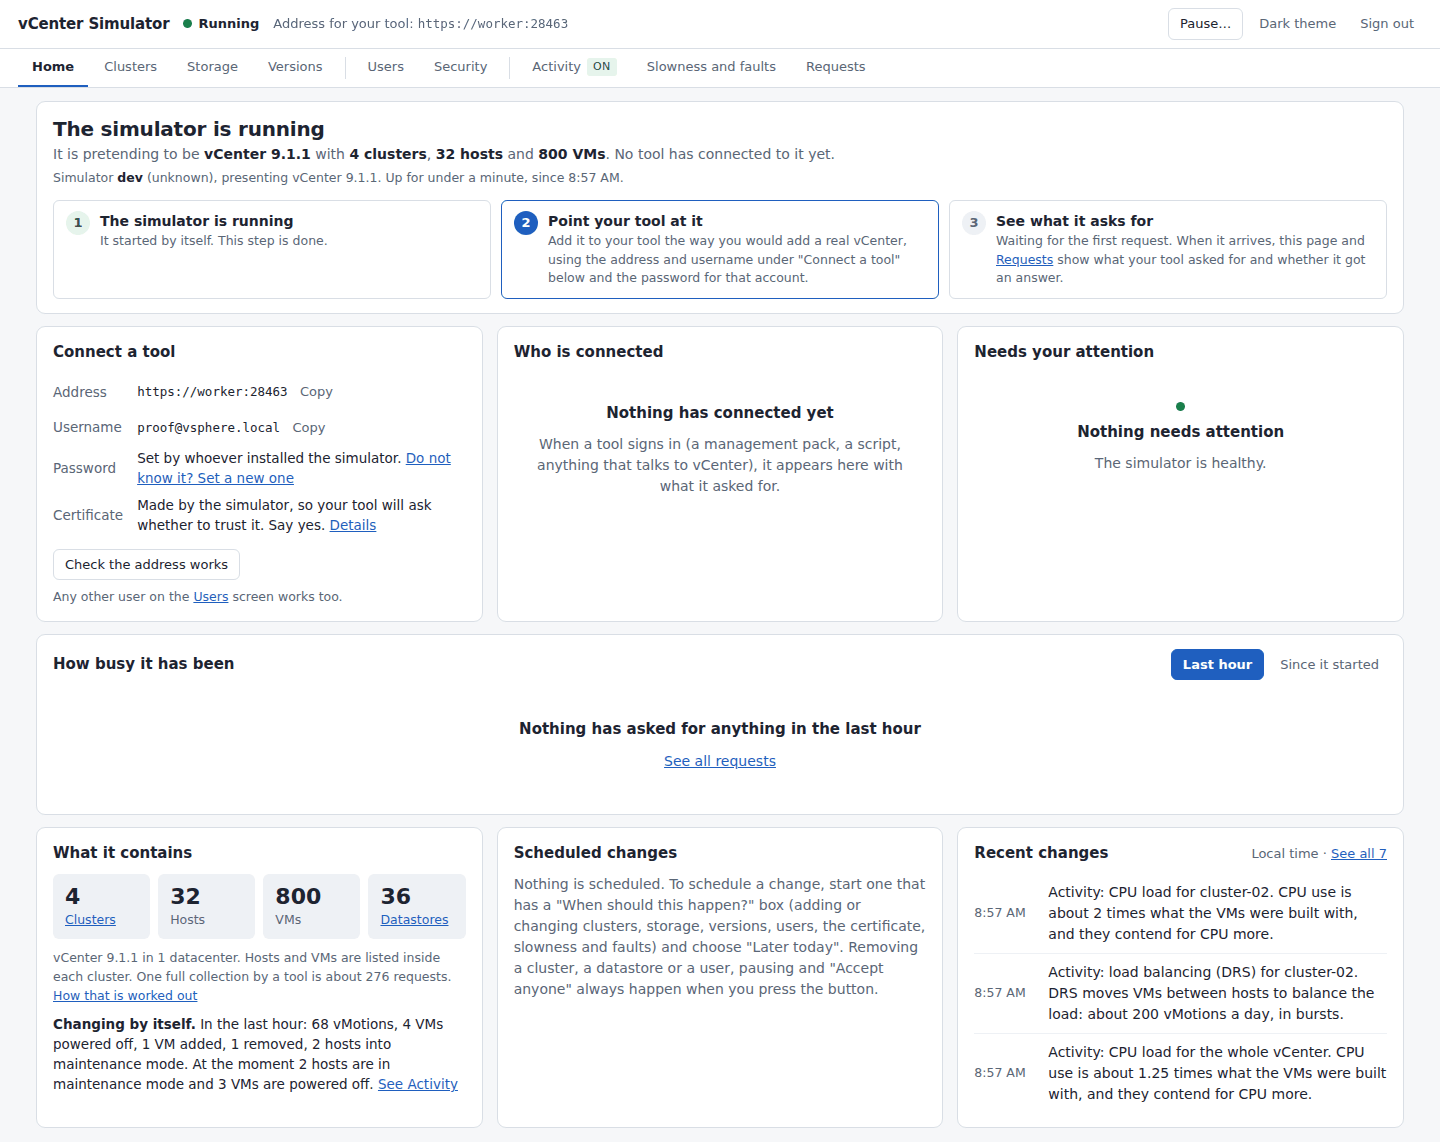 vCenter Simulator
Running
Address for your tool: https://worker:28463
Pause...
Dark theme
Sign out
Home
Clusters
Storage
Versions
Users
Security
Activity ON
Slowness and faults
Requests
The simulator is running
It is pretending to be vCenter 9.1.1 with 4 clusters, 32 hosts and 800 VMs. No tool has connected to it yet.
Simulator dev (unknown), presenting vCenter 9.1.1. Up for under a minute, since 8:57 AM.
1
The simulator is running
It started by itself. This step is done.
2
Point your tool at it
Add it to your tool the way you would add a real vCenter,
using the address and username under "Connect a tool"
below and the password for that account.
3
See what it asks for
Waiting for the first request. When it arrives, this page and
Requests show what your tool asked for and whether it got
an answer.
Connect a tool
Address https://worker:28463 Copy
Username proof@vsphere.local Copy
Password
Set by whoever installed the simulator. Do not
know it? Set a new one
Certificate
Made by the simulator, so your tool will ask
whether to trust it. Say yes. Details
Check the address works
Any other user on the Users screen works too.
Who is connected
Nothing has connected yet
When a tool signs in (a management pack, a script,
anything that talks to vCenter), it appears here with
what it asked for.
Needs your attention
Nothing needs attention
The simulator is healthy.
How busy it has been
Last hour
Since it started
Nothing has asked for anything in the last hour
See all requests
What it contains
4
Clusters
32
Hosts
800
VMs
36
Datastores
vCenter 9.1.1 in 1 datacenter. Hosts and VMs are listed inside
each cluster. One full collection by a tool is about 276 requests.
How that is worked out
Changing by itself. In the last hour: 68 vMotions, 4 VMs
powered off, 1 VM added, 1 removed, 2 hosts into
maintenance mode. At the moment 2 hosts are in
maintenance mode and 3 VMs are powered off. See Activity
Scheduled changes
Nothing is scheduled. To schedule a change, start one that
has a "When should this happen?" box (adding or
changing clusters, storage, versions, users, the certificate,
slowness and faults) and choose "Later today". Removing
a cluster, a datastore or a user, pausing and "Accept
anyone" always happen when you press the button.
Recent changes
Local time · See all 7
8:57 AM
Activity: CPU load for cluster-02. CPU use is
about 2 times what the VMs were built with,
and they contend for CPU more.
8:57 AM
Activity: load balancing (DRS) for cluster-02.
DRS moves VMs between hosts to balance the
load: about 200 vMotions a day, in bursts.
8:57 AM
Activity: CPU load for the whole vCenter. CPU
use is about 1.25 times what the VMs were built
with, and they contend for CPU more.